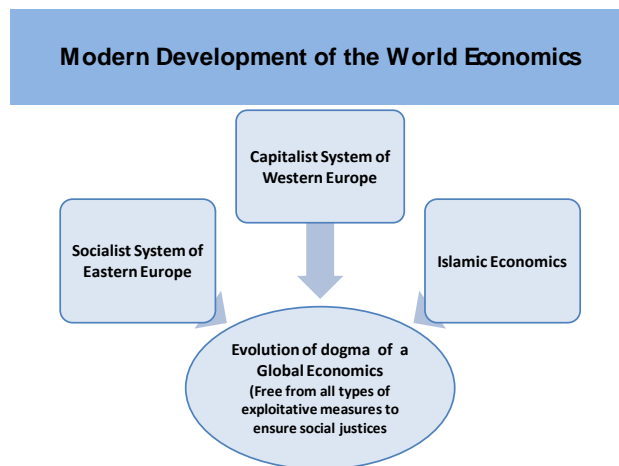 Modern Development of the World Economics
Capitalist System of
Western Europe
Socialist System of
Eastern Europe
Islamic Economics
Evolution of dogma of a
Global Economics
(Free from all types of
exploitative measures to
ensure social justices